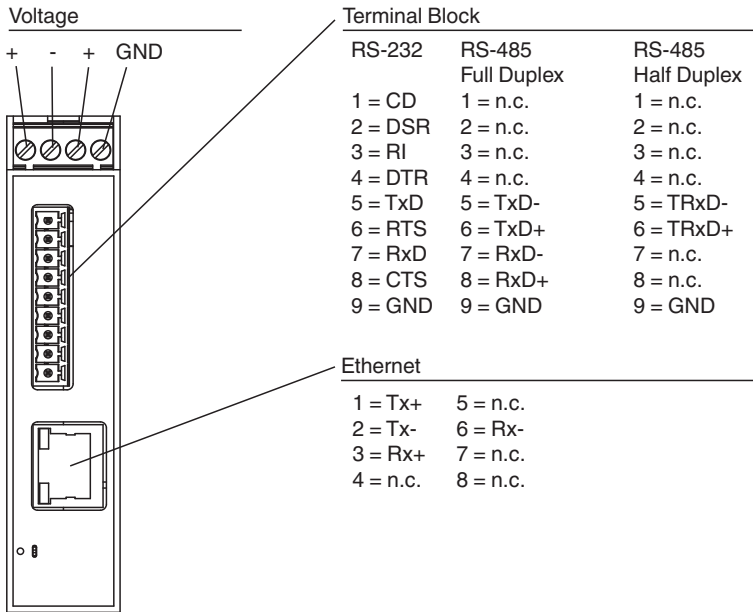 Voltage
+ - + GND
Terminal Block
RS-232 RS-485 RS-485
Full Duplex Half Duplex
1 = CD 1 = n.c. 1 = n.c.
2 = DSR 2 = n.c. 2 = n.c.
3 = RI 3 = n.c. 3 = n.c.
4 = DTR 4 = n.c. 4 = n.c.
5 = TxD 5 = TxD- 5 = TRxD-
6 = RTS 6 = TxD+ 6 = TRxD+
7 = RxD 7 = RxD- 7 = n.c.
8 = CTS 8 = RxD+ 8 = n.c.
9 = GND 9 = GND 9 = GND
Ethernet
1 = Tx+ 5 = n.c.
2 = Tx- 6 = Rx-
3 = Rx+ 7 = n.c.
4 = n.c. 8 = n.c.